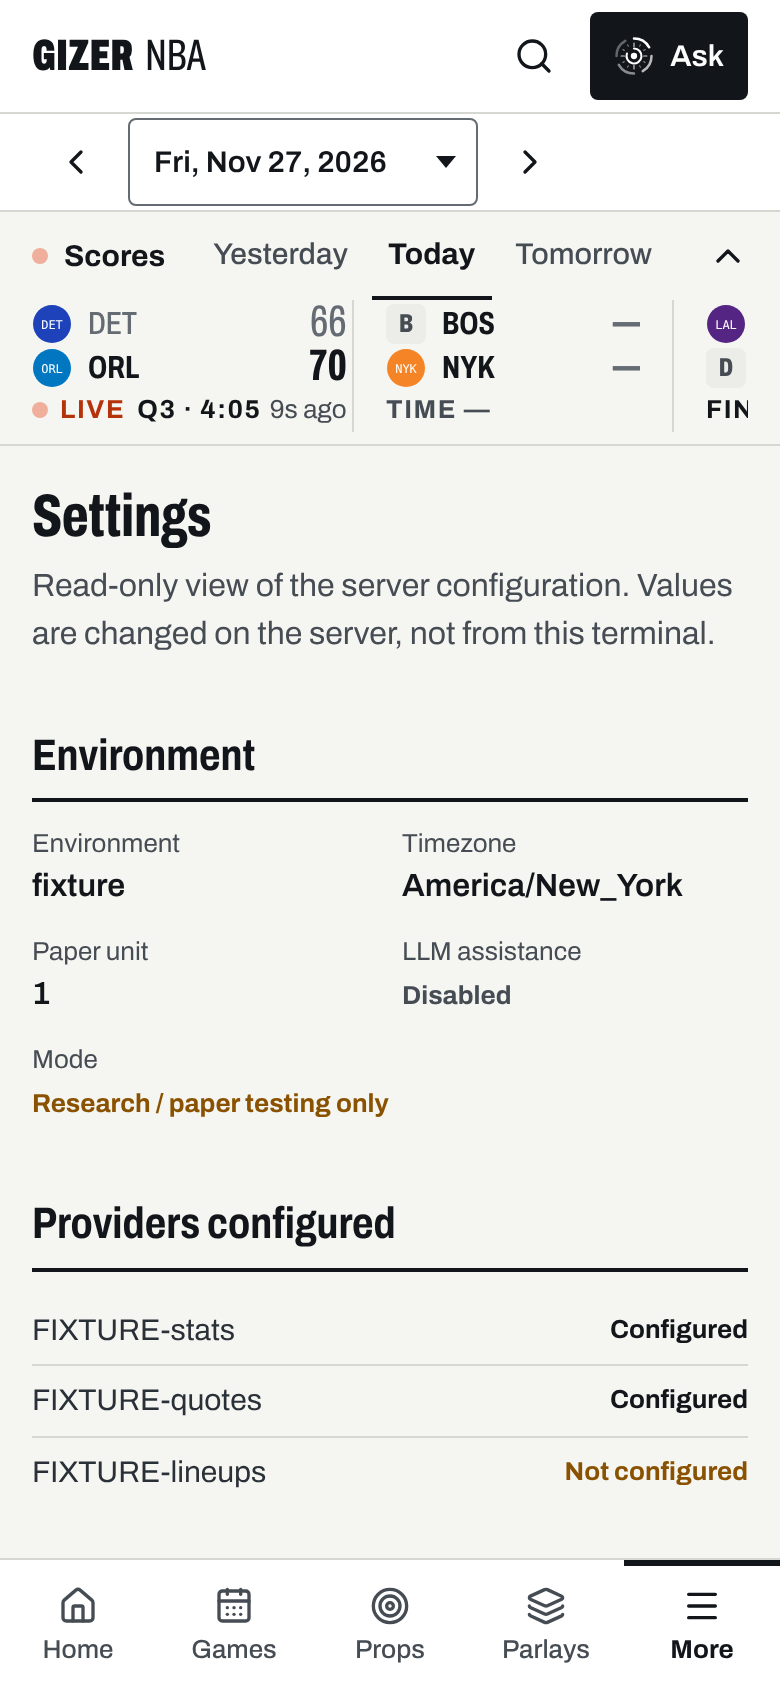 GIZER NBA
Ask
Fri, Nov 27, 2026
Scores Yesterday Today Tomorrow
DET DET 66
ORL ORL 70
LIVE Q3 · 4:05 9s ago
B BOS —
NYK NYK —
TIME —
LAL
D
FIN
Settings
Read-only view of the server configuration. Values
are changed on the server, not from this terminal.
Environment
Environment Timezone
fixture America/New_York
Paper unit LLM assistance
1 Disabled
Mode
Research / paper testing only
Providers configured
FIXTURE-stats Configured
FIXTURE-quotes Configured
FIXTURE-lineups Not configured
Home Games Props Parlays More